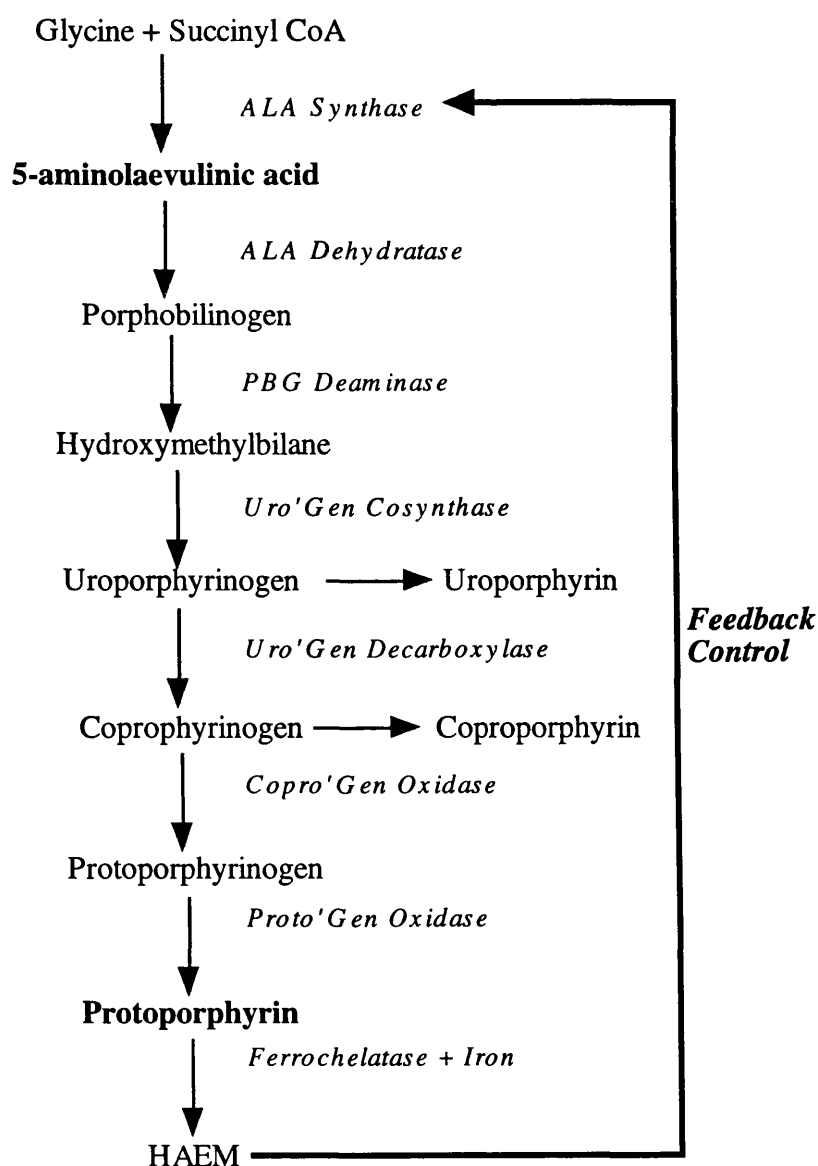 Glycine + Succinyl CoA
ALA Synthase
5-aminolaevulinic acid
ALA Dehydratase
Porphobilinogen
PBG Deaminase
Hydroxymethylbilane
Uro'Gen Cosynthase
Uroporphyrinogen
Uroporphyrin
Feedback
Control
Uro'Gen Decarboxylase
Coprophyrinogen
Coproporphyrin
Copro'Gen Oxidase
Protoporphyrinogen
Proto'Gen Oxidase
Protoporphyrin
Ferrochelatase + Iron
HAEM